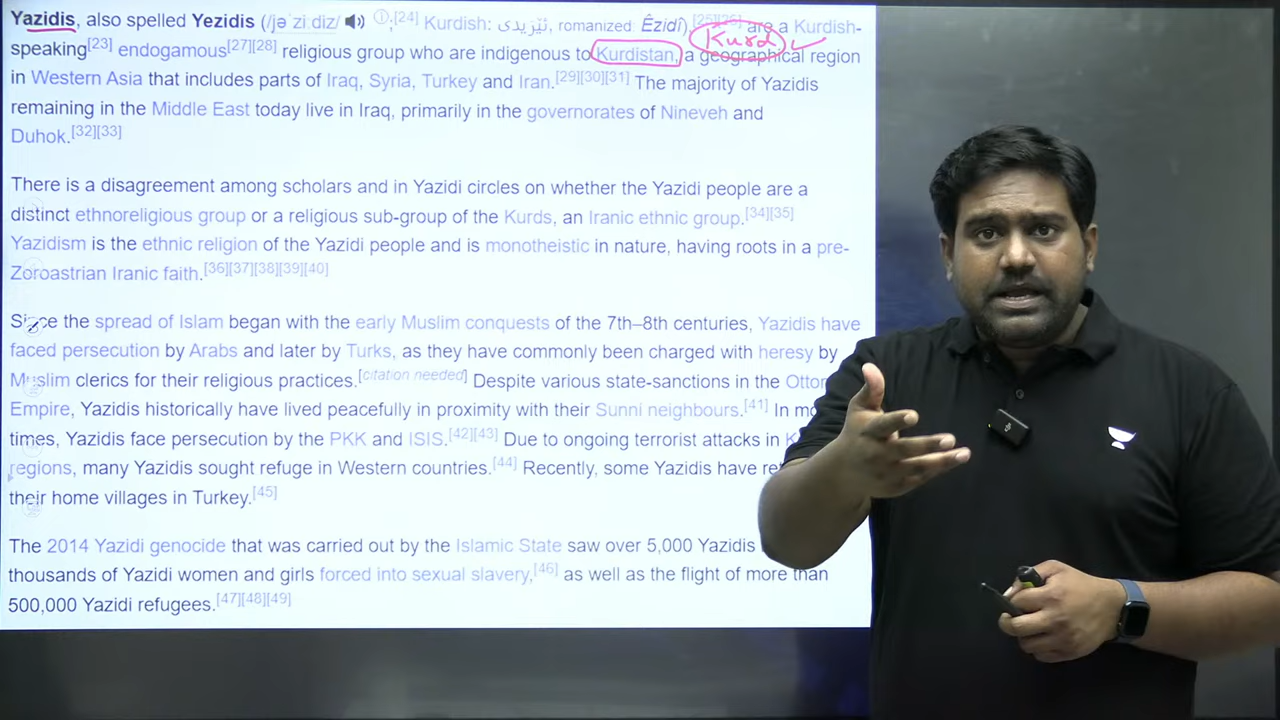 Yazidis, also spelled Yezidis (/jəˈziːdiz/ ⓘ;[24] Kurdish: ئێزیدی, romanized: Êzidî),[25][26] are a Kurdish-
Kurd
speaking[23] endogamous[27][28] religious group who are indigenous to Kurdistan, a geographical region
in Western Asia that includes parts of Iraq, Syria, Turkey and Iran.[29][30][31] The majority of Yazidis
remaining in the Middle East today live in Iraq, primarily in the governorates of Nineveh and
Duhok.[32][33]
There is a disagreement among scholars and in Yazidi circles on whether the Yazidi people are a
distinct ethnoreligious group or a religious sub-group of the Kurds, an Iranic ethnic group.[34][35]
Yazidism is the ethnic religion of the Yazidi people and is monotheistic in nature, having roots in a pre-
Zoroastrian Iranic faith.[36][37][38][39][40]
Since the spread of Islam began with the early Muslim conquests of the 7th–8th centuries, Yazidis have
faced persecution by Arabs and later by Turks, as they have commonly been charged with heresy by
Muslim clerics for their religious practices.[citation needed] Despite various state-sanctions in the Ottom
Empire, Yazidis historically have lived peacefully in proximity with their Sunni neighbours.[41] In mo
times, Yazidis face persecution by the PKK and ISIS.[42][43] Due to ongoing terrorist attacks in K
regions, many Yazidis sought refuge in Western countries.[44] Recently, some Yazidis have ret
their home villages in Turkey.[45]
The 2014 Yazidi genocide that was carried out by the Islamic State saw over 5,000 Yazidis
thousands of Yazidi women and girls forced into sexual slavery,[46] as well as the flight of more than
500,000 Yazidi refugees.[47][48][49]